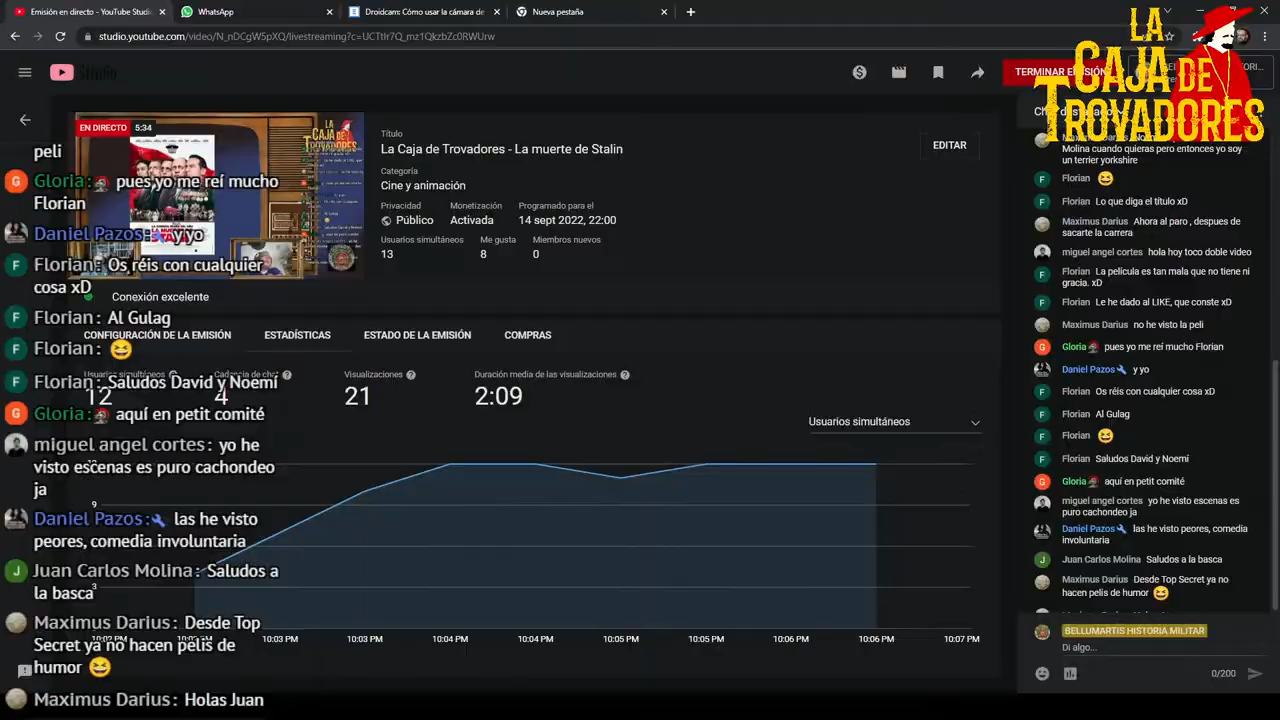 Emisión en directo - YouTube Studio
WhatsApp
Droidcam: Cómo usar la cámara de
Nueva pestaña
studio.youtube.com/video/N_nDCgW5pXQ/livestreaming?c=UCTtIr7Q_mz1QkzbZc0RWUrw
LA
CAJA DE
TROVADORES
Studio
TERMINAR EMISIÓN
EN DIRECTO 5:34
Título
La Caja de Trovadores - La muerte de Stalin
EDITAR
Categoría
Cine y animación
Privacidad
Público
Monetización
Activada
Programado para el
14 sept 2022, 22:00
Usuarios simultáneos
13
Me gusta
8
Miembros nuevos
0
Conexión excelente
CONFIGURACIÓN DE LA EMISIÓN
ESTADÍSTICAS
ESTADO DE LA EMISIÓN
COMPRAS
Usuarios simultáneos
12
Cadencia de chat
4
Visualizaciones
21
Duración media de las visualizaciones
2:09
Usuarios simultáneos
9
3
10:03 PM
10:03 PM
10:04 PM
10:04 PM
10:05 PM
10:05 PM
10:06 PM
10:06 PM
10:07 PM
peli
Gloria: pues yo me reí mucho
Florian
Daniel Pazos: y yo
Florian: Os réis con cualquier
cosa xD
Florian: Al Gulag
Florian: 😆
Florian: Saludos David y Noemí
Gloria: aquí en petit comité
miguel angel cortes: yo he
visto escenas es puro cachondeo
ja
Daniel Pazos: las he visto
peores, comedia involuntaria
Juan Carlos Molina: Saludos a
la basca
Maximus Darius: Desde Top
Secret ya no hacen pelis de
humor 😆
Maximus Darius: Holas Juan
Molina cuando quieras pero entonces yo soy
un terrier yorkshire
Florian 😆
Florian Lo que diga el título xD
Maximus Darius Ahora al paro , despues de
sacarte la carrera
miguel angel cortes hola hoy toco doble video
Florian La película es tan mala que no tiene ni
gracia. xD
Florian Le he dado al LIKE, que conste xD
Maximus Darius no he visto la peli
Gloria pues yo me reí mucho Florian
Daniel Pazos y yo
Florian Os réis con cualquier cosa xD
Florian Al Gulag
Florian 😆
Florian Saludos David y Noemí
Gloria aquí en petit comité
miguel angel cortes yo he visto escenas es
puro cachondeo ja
Daniel Pazos las he visto peores, comedia
involuntaria
Juan Carlos Molina Saludos a la basca
Maximus Darius Desde Top Secret ya no
hacen pelis de humor 😆
BELLUMARTIS HISTORIA MILITAR
Di algo...
0/200